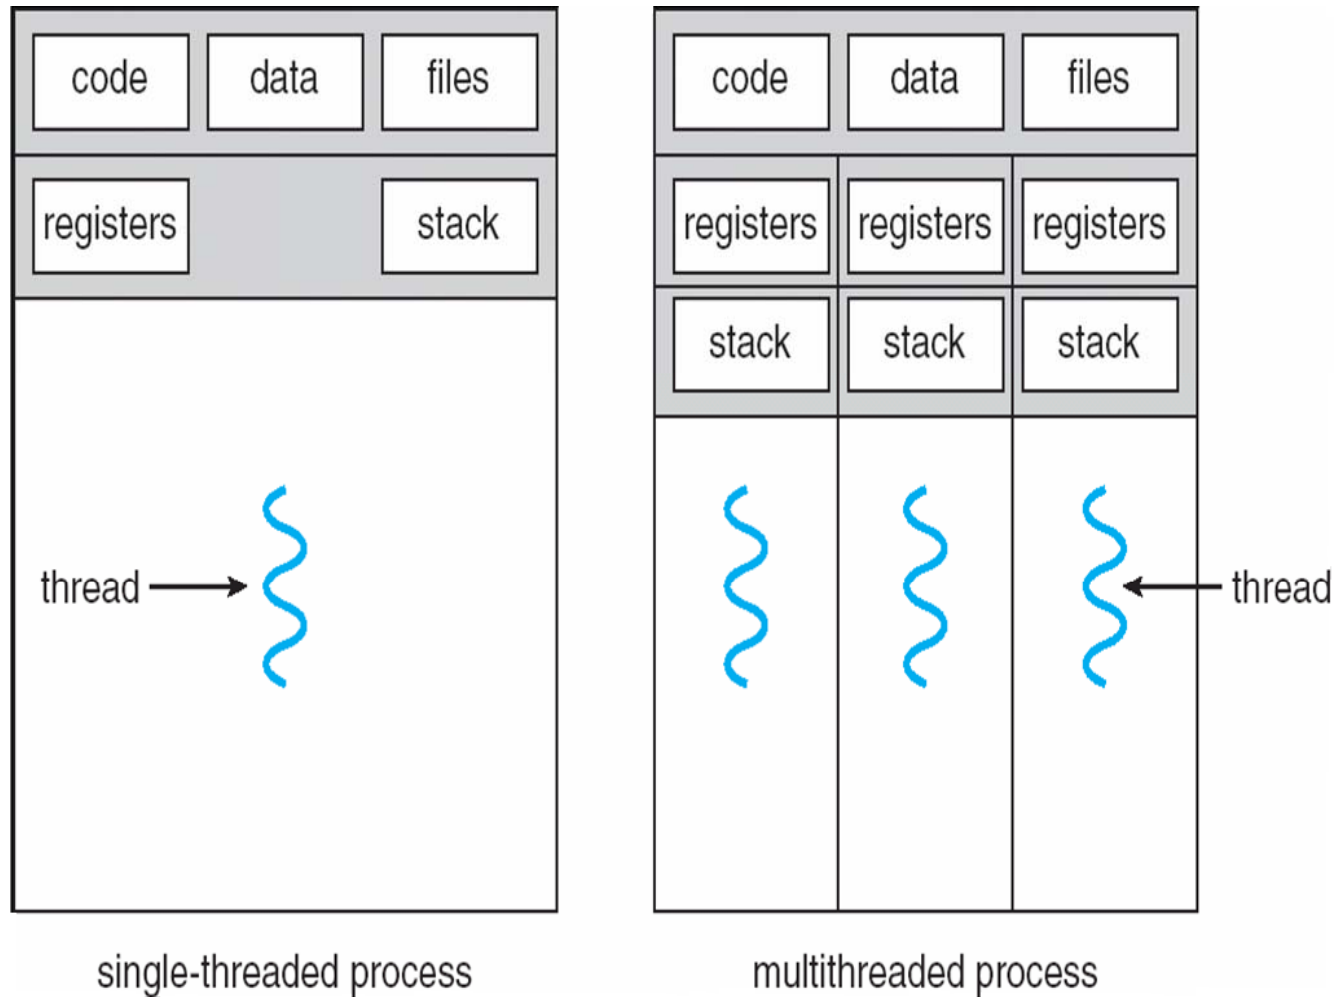 code data files code data files
registers stack registers registers registers
stack stack stack
thread thread
single-threaded process multithreaded process